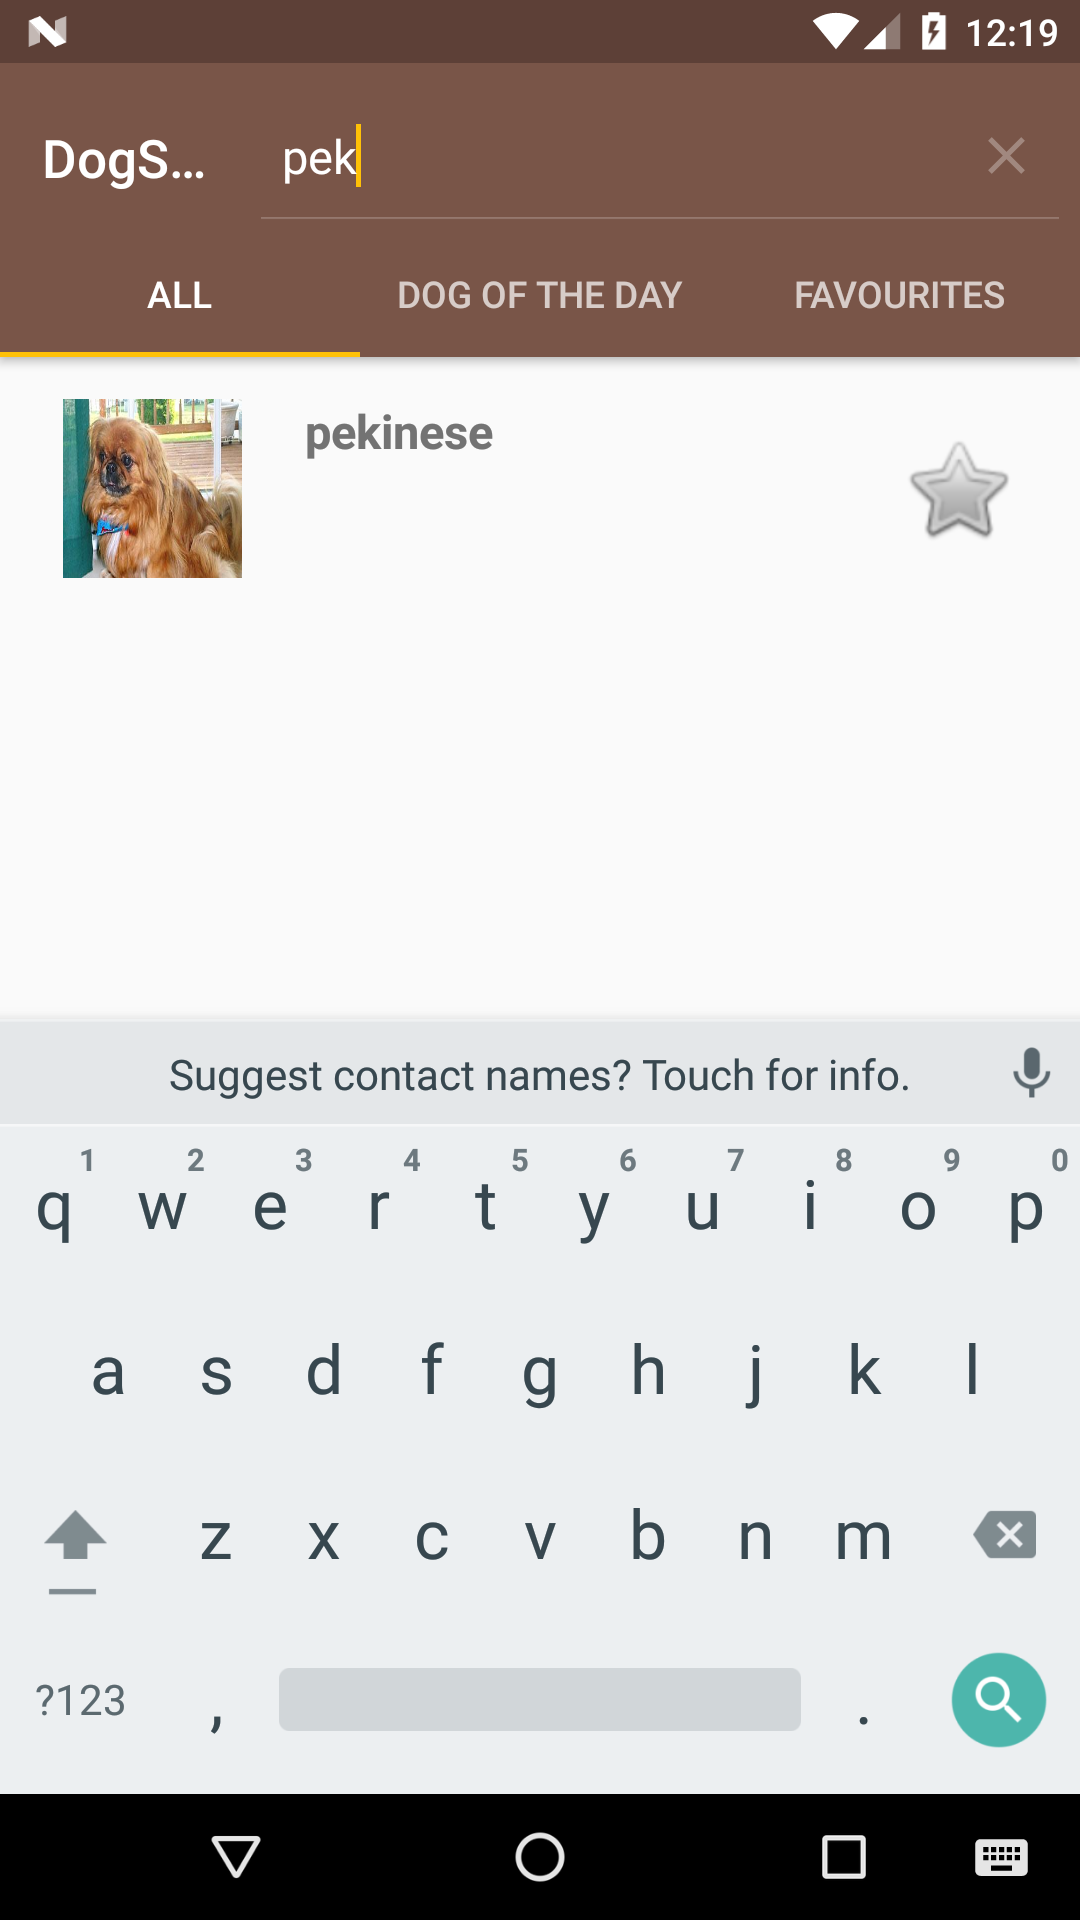 12:19
DogS...
pek
ALL
DOG OF THE DAY
FAVOURITES
pekinese
Suggest contact names? Touch for info.
1 2 3 4 5 6 7 8 9 0
q w e r t y u i o p
a s d f g h j k l
z x c v b n m
?123 , .